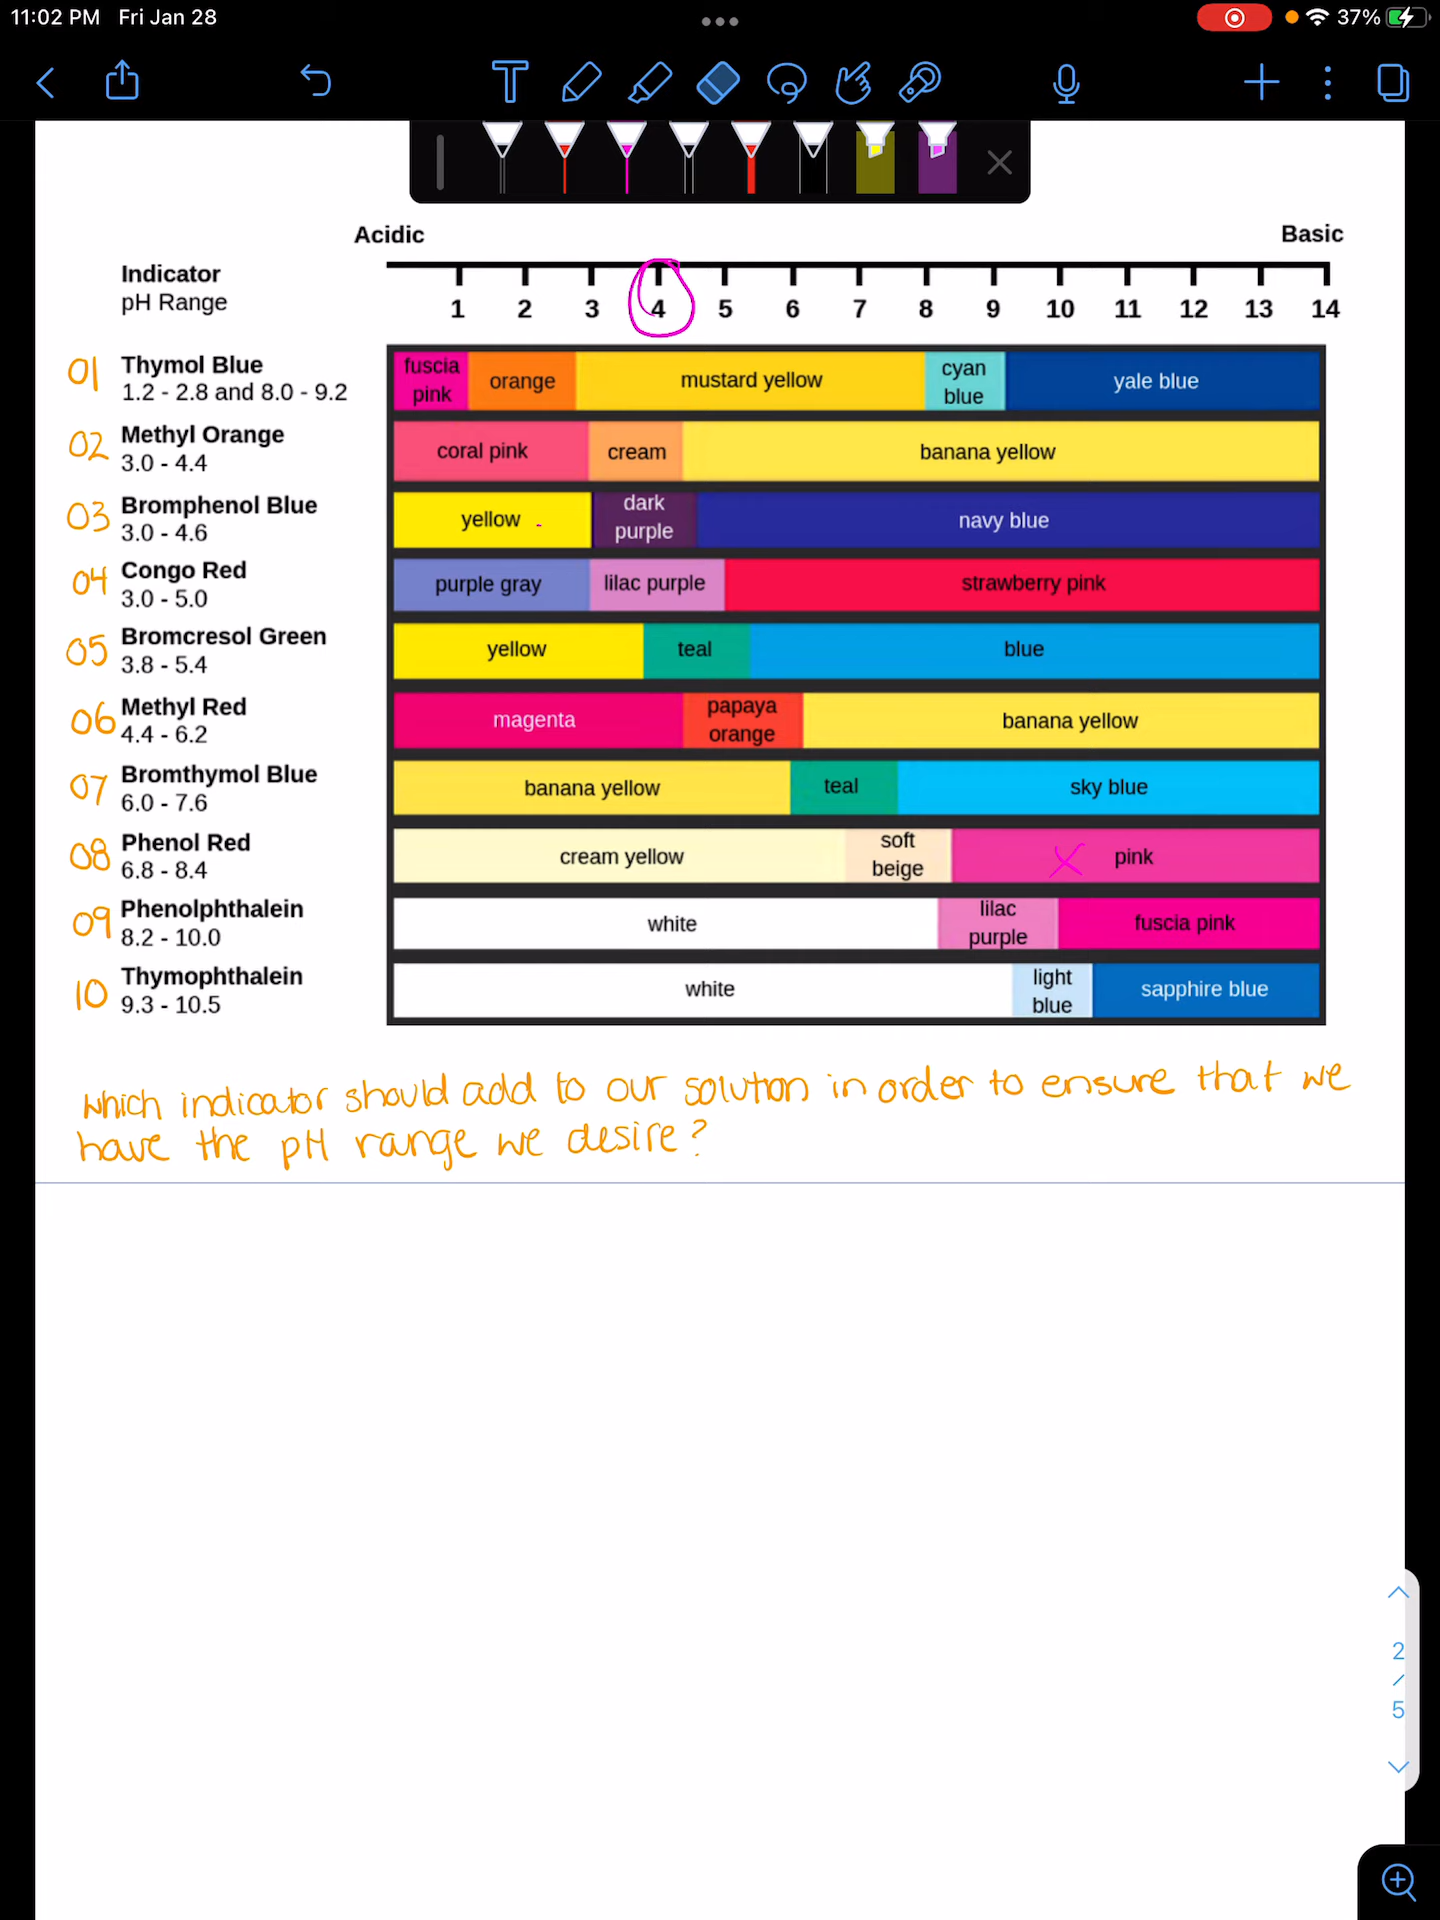 11:02 PM Fri Jan 28
37%
Acidic
Basic
Indicator
pH Range
1 2 3 4 5 6 7 8 9 10 11 12 13 14
01 Thymol Blue
1.2 - 2.8 and 8.0 - 9.2
fuscia pink
orange
mustard yellow
cyan blue
yale blue
02 Methyl Orange
3.0 - 4.4
coral pink
cream
banana yellow
03 Bromphenol Blue
3.0 - 4.6
yellow
dark purple
navy blue
04 Congo Red
3.0 - 5.0
purple gray
lilac purple
strawberry pink
05 Bromcresol Green
3.8 - 5.4
yellow
teal
blue
06 Methyl Red
4.4 - 6.2
magenta
papaya orange
banana yellow
07 Bromthymol Blue
6.0 - 7.6
banana yellow
teal
sky blue
08 Phenol Red
6.8 - 8.4
cream yellow
soft beige
pink
09 Phenolphthalein
8.2 - 10.0
white
lilac purple
fuscia pink
10 Thymophthalein
9.3 - 10.5
white
light blue
sapphire blue
Which indicator should add to our solution in order to ensure that we
have the pH range we desire?
2
/
5